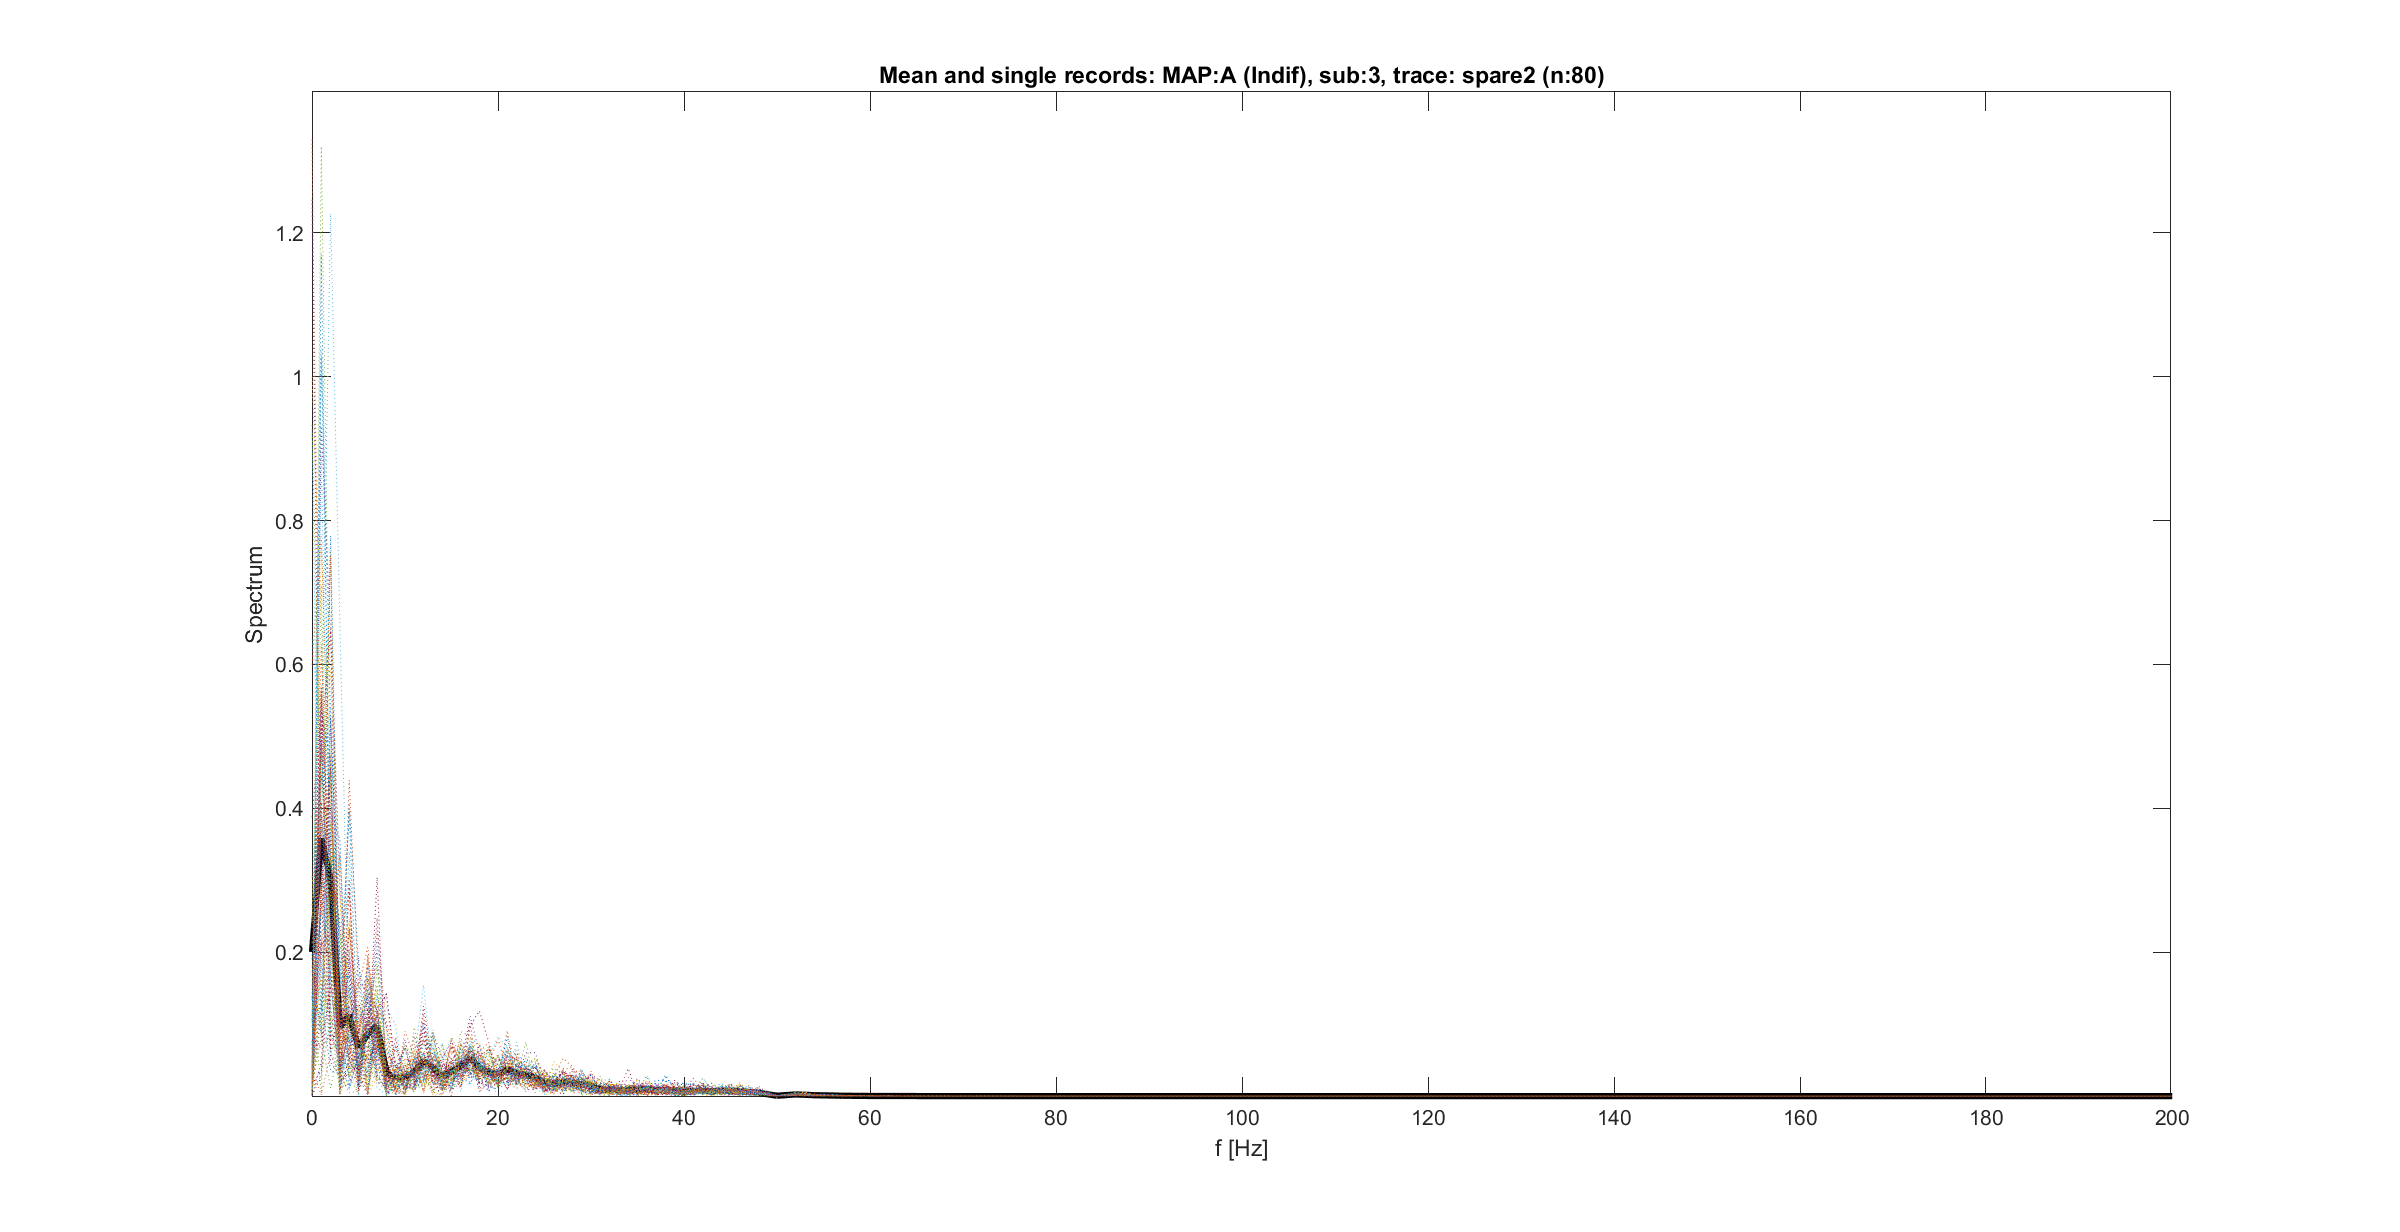 Mean and single records: MAP:A (Indif), sub:3, trace: spare2 (n:80)
1.2
1
0.8
0.6
0.4
0.2
Spectrum
0 20 40 60 80 100 120 140 160 180 200
f [Hz]